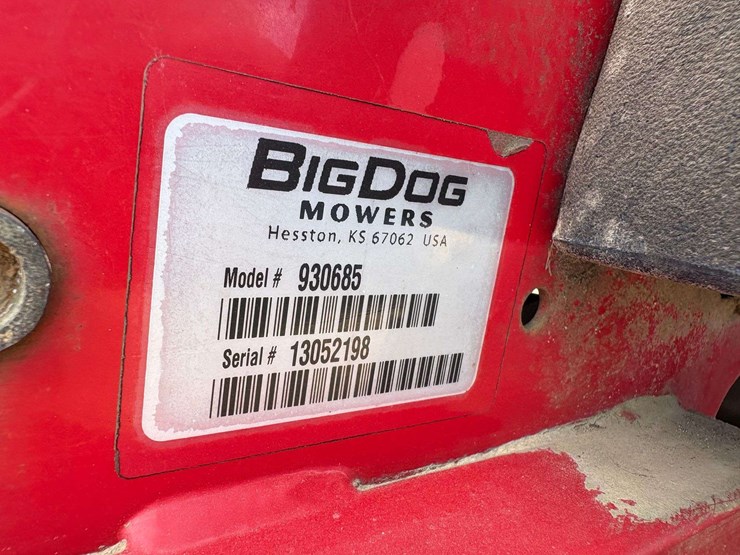 BIGDOG
MOWERS
Hesston, KS 67062 USA
Model # 930685
Serial # 13052198